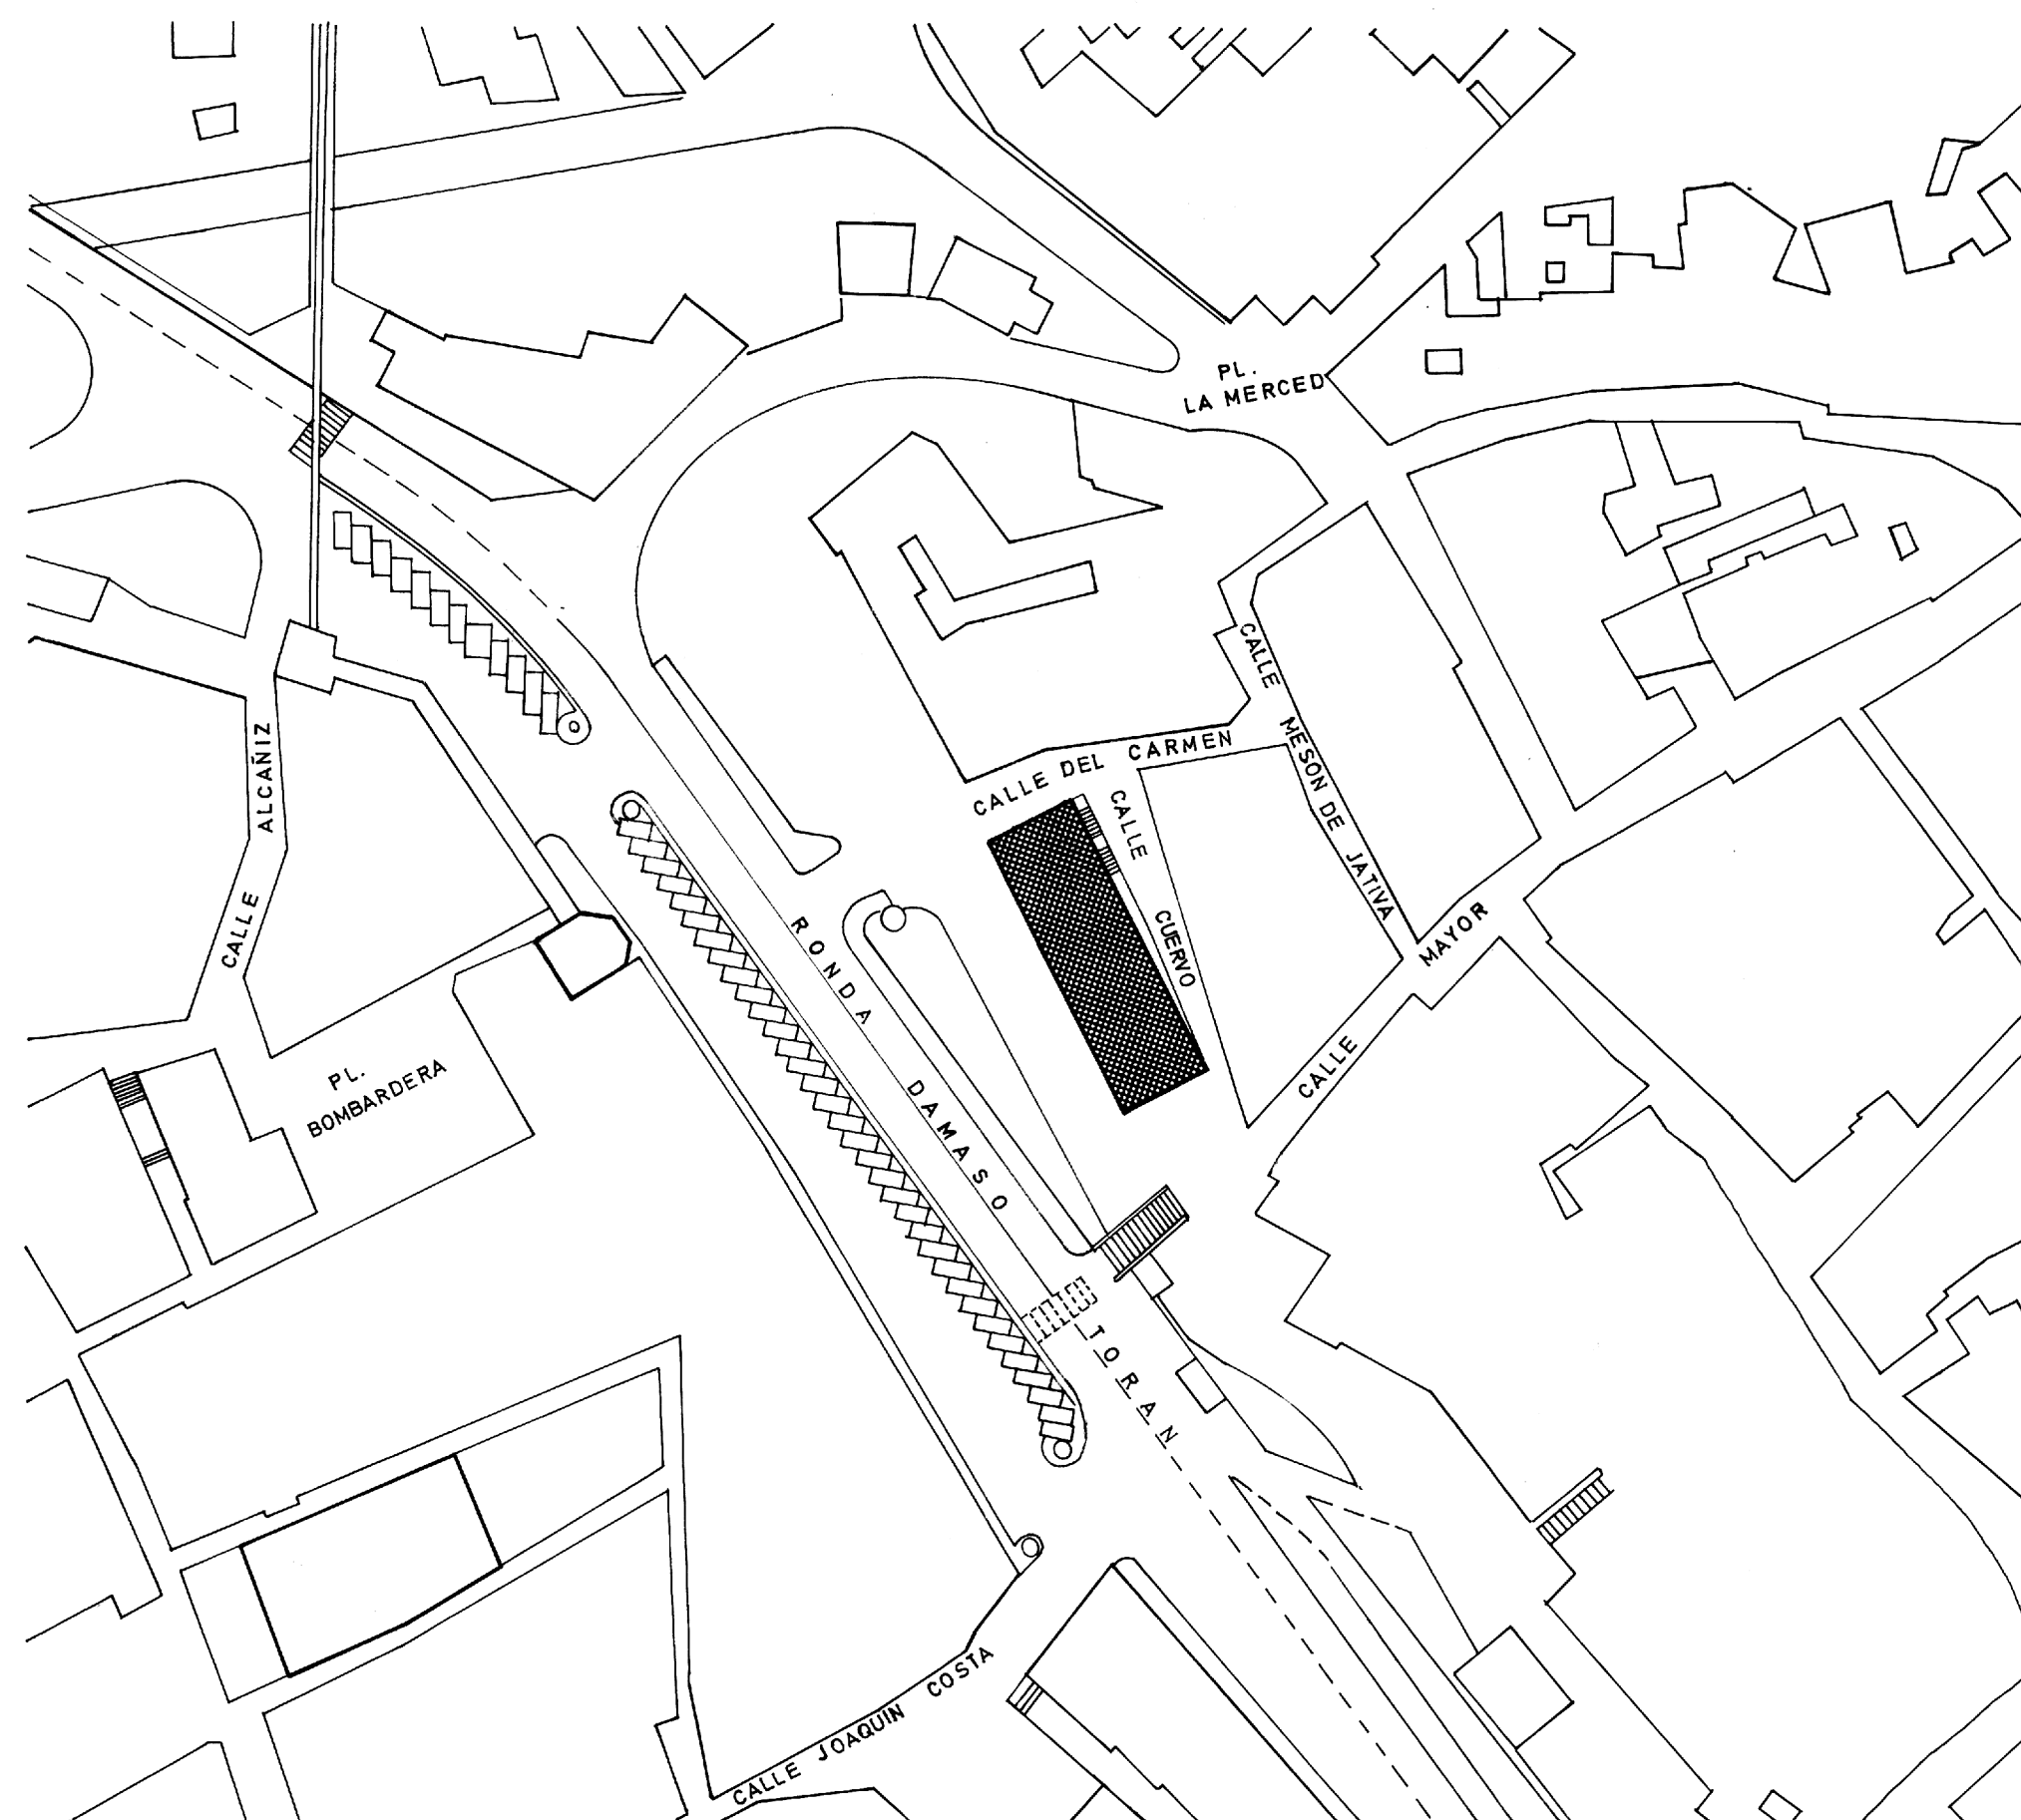 PL.
LA MERCED
CALLE MESON DE JATIVA
CALLE DEL CARMEN
CALLE CUERVO
CALLE ALCAÑIZ
CALLE MAYOR
RONDA DAMASO TORAN
PL.
BOMBARDERA
CALLE JOAQUIN COSTA